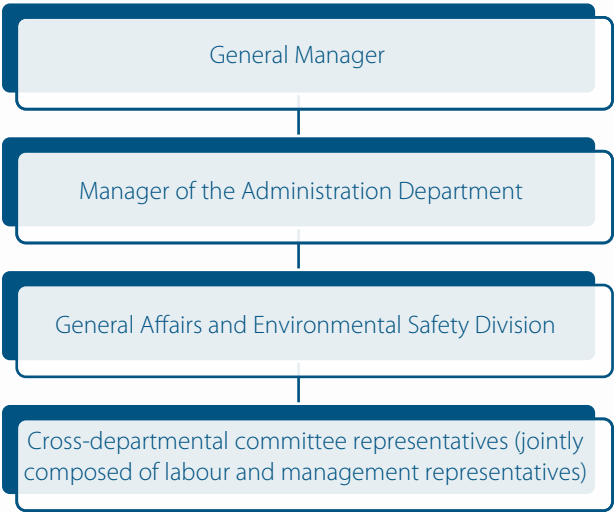 General Manager
Manager of the Administration Department
General Affairs and Environmental Safety Division
Cross-departmental committee representatives (jointly
composed of labour and management representatives)